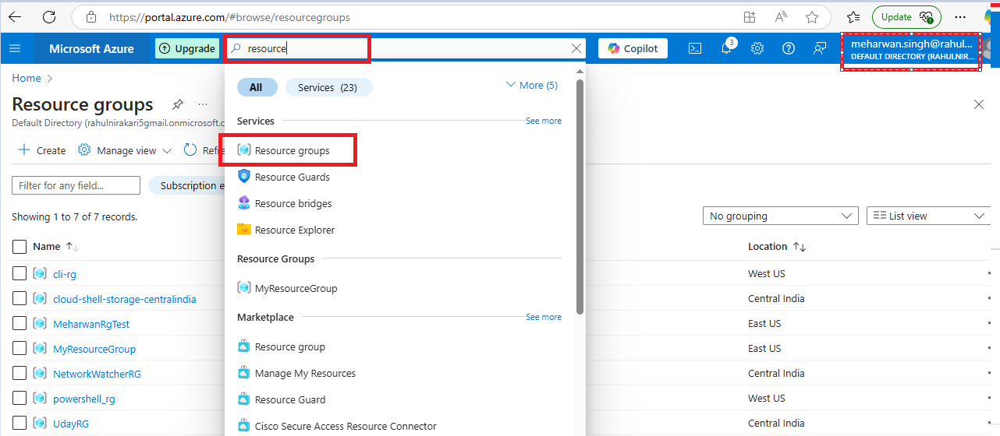 https://portal.azure.com/#browse/resourcegroups
Update
Microsoft Azure
Upgrade
resource
Copilot
3
meharwan.singh@rahul...
DEFAULT DIRECTORY (RAHULNIR...
Home
All
Services (23)
More (5)
Resource groups
Default Directory (rahulnirakari5gmail.onmicrosoft.c
Services
See more
Create
Manage view
Refre
Resource groups
Resource Guards
Resource bridges
Resource Explorer
Filter for any field...
Subscription e
Showing 1 to 7 of 7 records.
No grouping
List view
Name
Location
Resource Groups
MyResourceGroup
Marketplace
See more
Resource group
Manage My Resources
Resource Guard
Cisco Secure Access Resource Connector
cli-rg
West US
cloud-shell-storage-centralindia
Central India
MeharwanRgTest
East US
MyResourceGroup
East US
NetworkWatcherRG
Central India
powershell_rg
West US
UdayRG
Central India